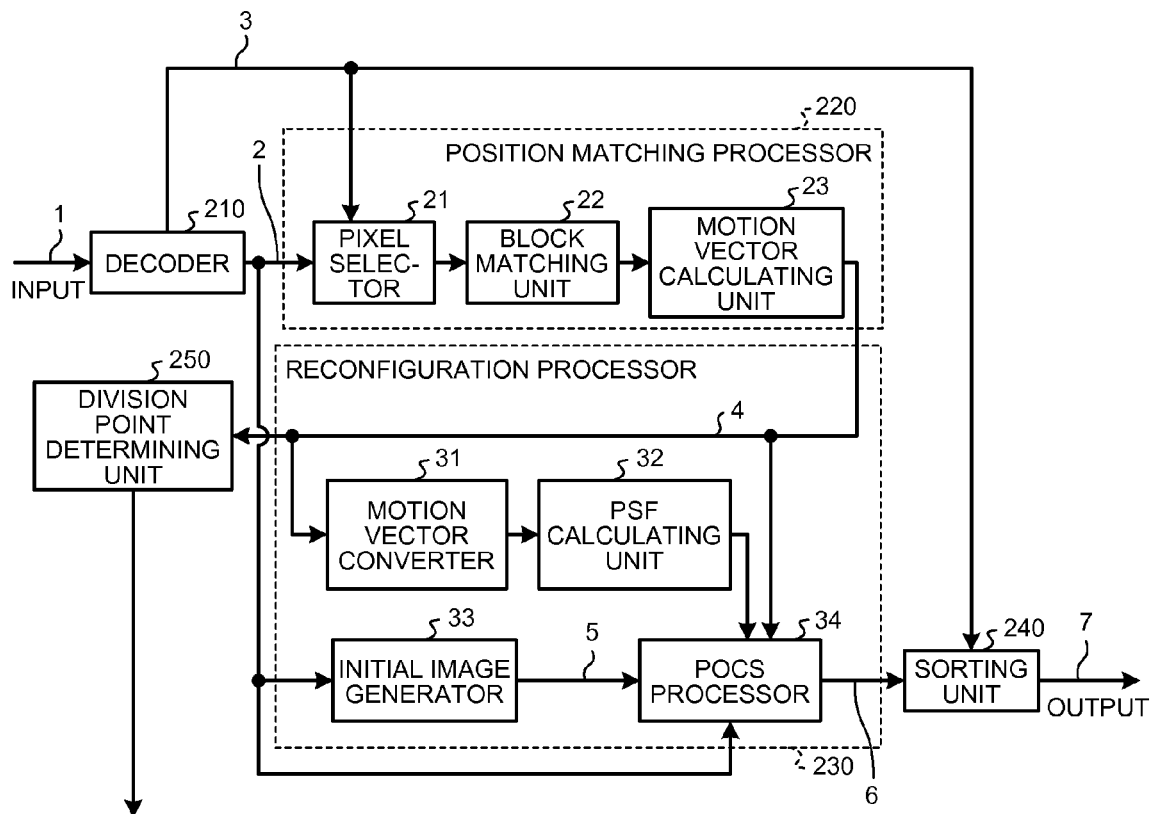 3
220
POSITION MATCHING PROCESSOR
2
1
210
21
22
23
INPUT
DECODER
PIXEL
SELEC-
TOR
BLOCK
MATCHING
UNIT
MOTION
VECTOR
CALCULATING
UNIT
250
DIVISION
POINT
DETERMINING
UNIT
RECONFIGURATION PROCESSOR
4
31
MOTION
VECTOR
CONVERTER
32
PSF
CALCULATING
UNIT
33
INITIAL IMAGE
GENERATOR
5
34
POCS
PROCESSOR
240
SORTING
UNIT
7
OUTPUT
230
6